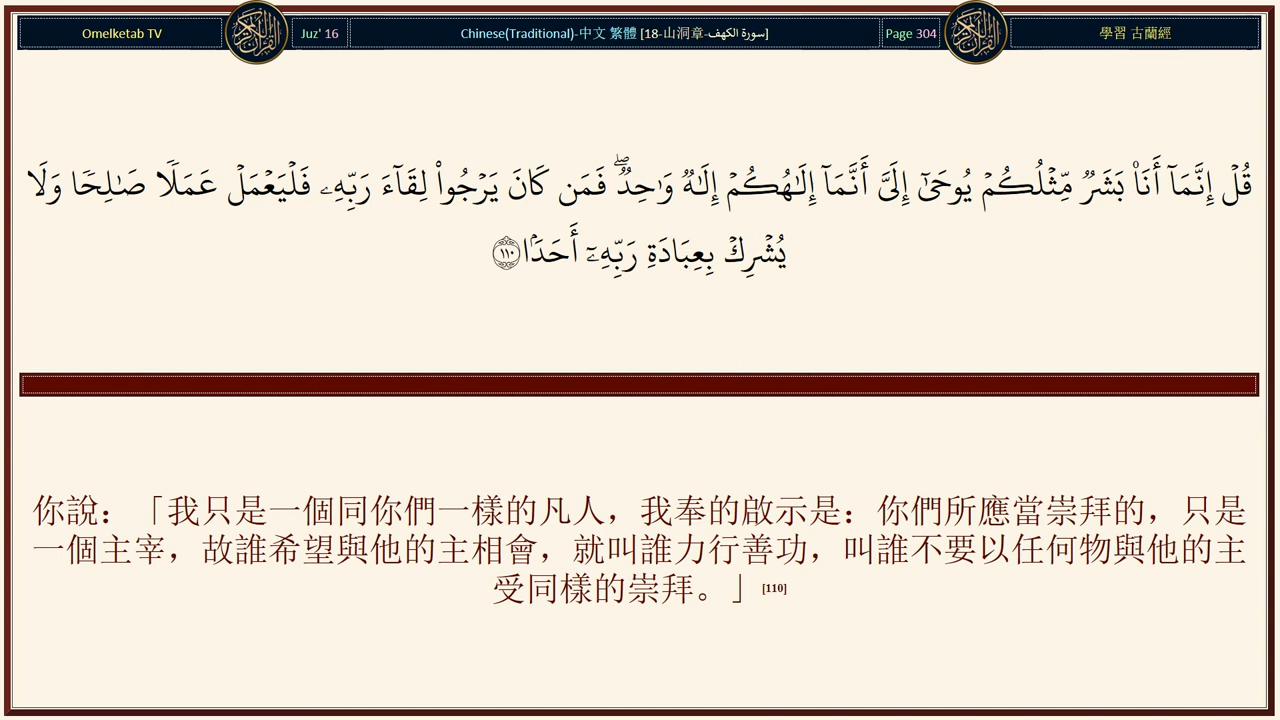 Omelketab TV
Juz' 16
Chinese(Traditional)-中文 繁體 [18-山洞章-سورة الكهف]
Page 304
學習 古蘭經
قُلۡ إِنَّمَآ أَنَا۠ بَشَرٌ مِّثۡلُكُمۡ يُوحَىٰٓ إِلَيَّ أَنَّمَآ إِلَٰهُكُمۡ إِلَٰهٌ وَٰحِدٌۖ فَمَن كَانَ يَرۡجُواْ لِقَآءَ رَبِّهِۦ فَلۡيَعۡمَلۡ عَمَلٗا صَٰلِحٗا وَلَا
يُشۡرِكۡ بِعِبَادَةِ رَبِّهِۦٓ أَحَدَۢا ١١٠
你說：「我只是一個同你們一樣的凡人，我奉的啟示是：你們所應當崇拜的，只是
一個主宰，故誰希望與他的主相會，就叫誰力行善功，叫誰不要以任何物與他的主
受同樣的崇拜。」[110]